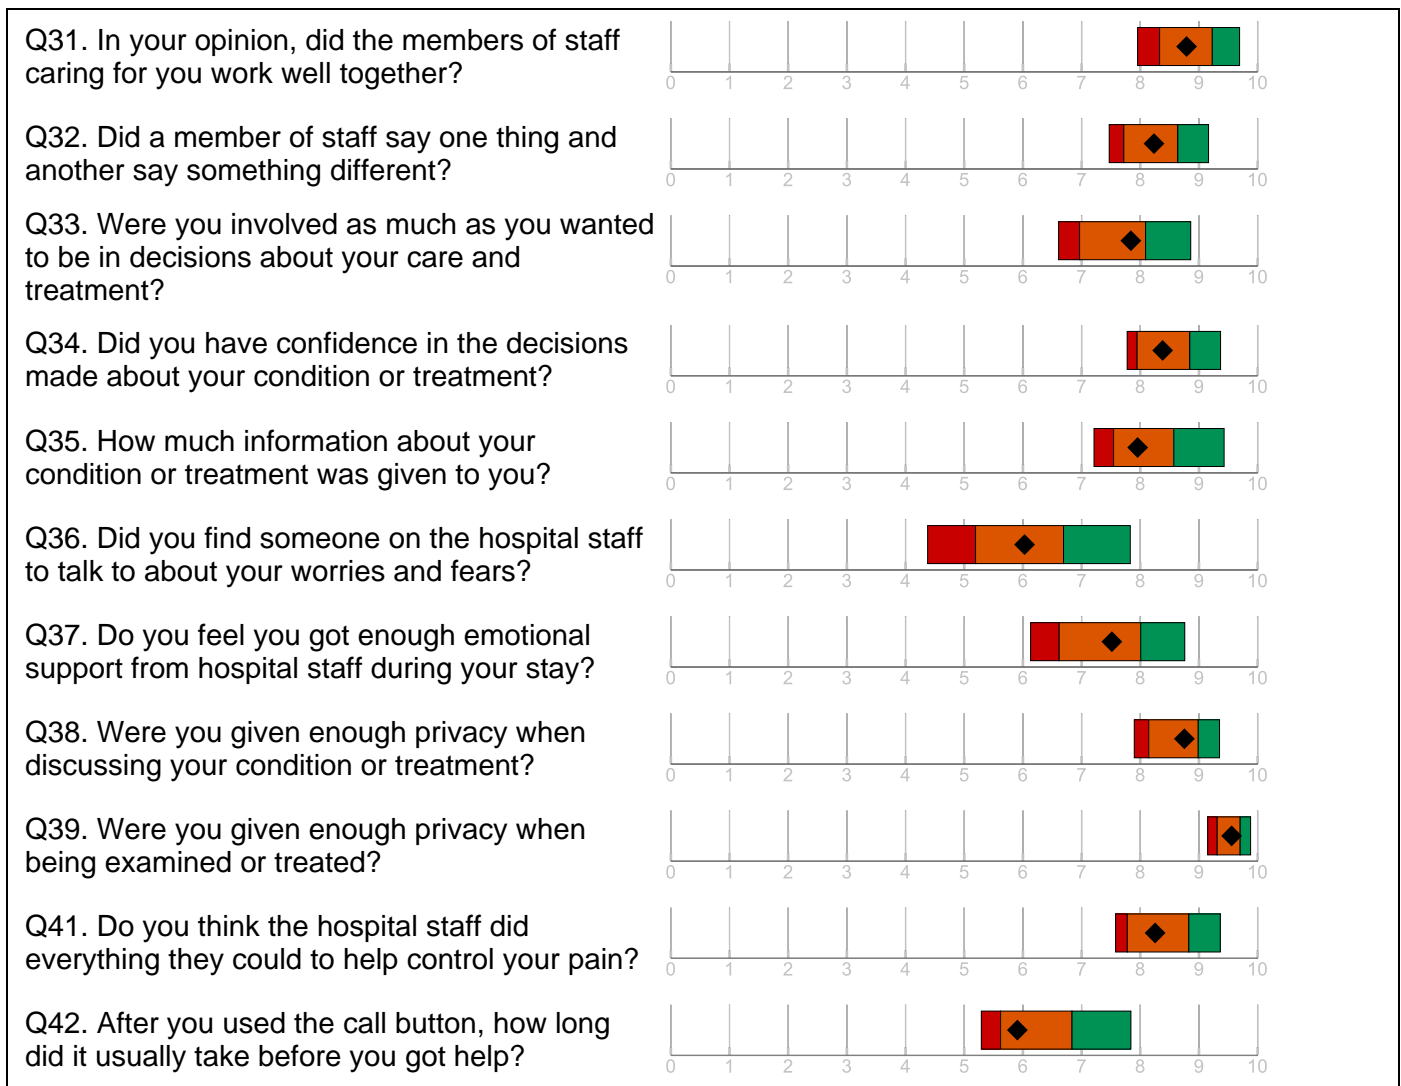 Q31. In your opinion, did the members of staff
caring for you work well together?
0 1 2 3 4 5 6 7 8 9 10
Q32. Did a member of staff say one thing and
another say something different?
0 1 2 3 4 5 6 7 8 9 10
Q33. Were you involved as much as you wanted
to be in decisions about your care and
treatment?
0 1 2 3 4 5 6 7 8 9 10
Q34. Did you have confidence in the decisions
made about your condition or treatment?
0 1 2 3 4 5 6 7 8 9 10
Q35. How much information about your
condition or treatment was given to you?
0 1 2 3 4 5 6 7 8 9 10
Q36. Did you find someone on the hospital staff
to talk to about your worries and fears?
0 1 2 3 4 5 6 7 8 9 10
Q37. Do you feel you got enough emotional
support from hospital staff during your stay?
0 1 2 3 4 5 6 7 8 9 10
Q38. Were you given enough privacy when
discussing your condition or treatment?
0 1 2 3 4 5 6 7 8 9 10
Q39. Were you given enough privacy when
being examined or treated?
0 1 2 3 4 5 6 7 8 9 10
Q41. Do you think the hospital staff did
everything they could to help control your pain?
0 1 2 3 4 5 6 7 8 9 10
Q42. After you used the call button, how long
did it usually take before you got help?
0 1 2 3 4 5 6 7 8 9 10